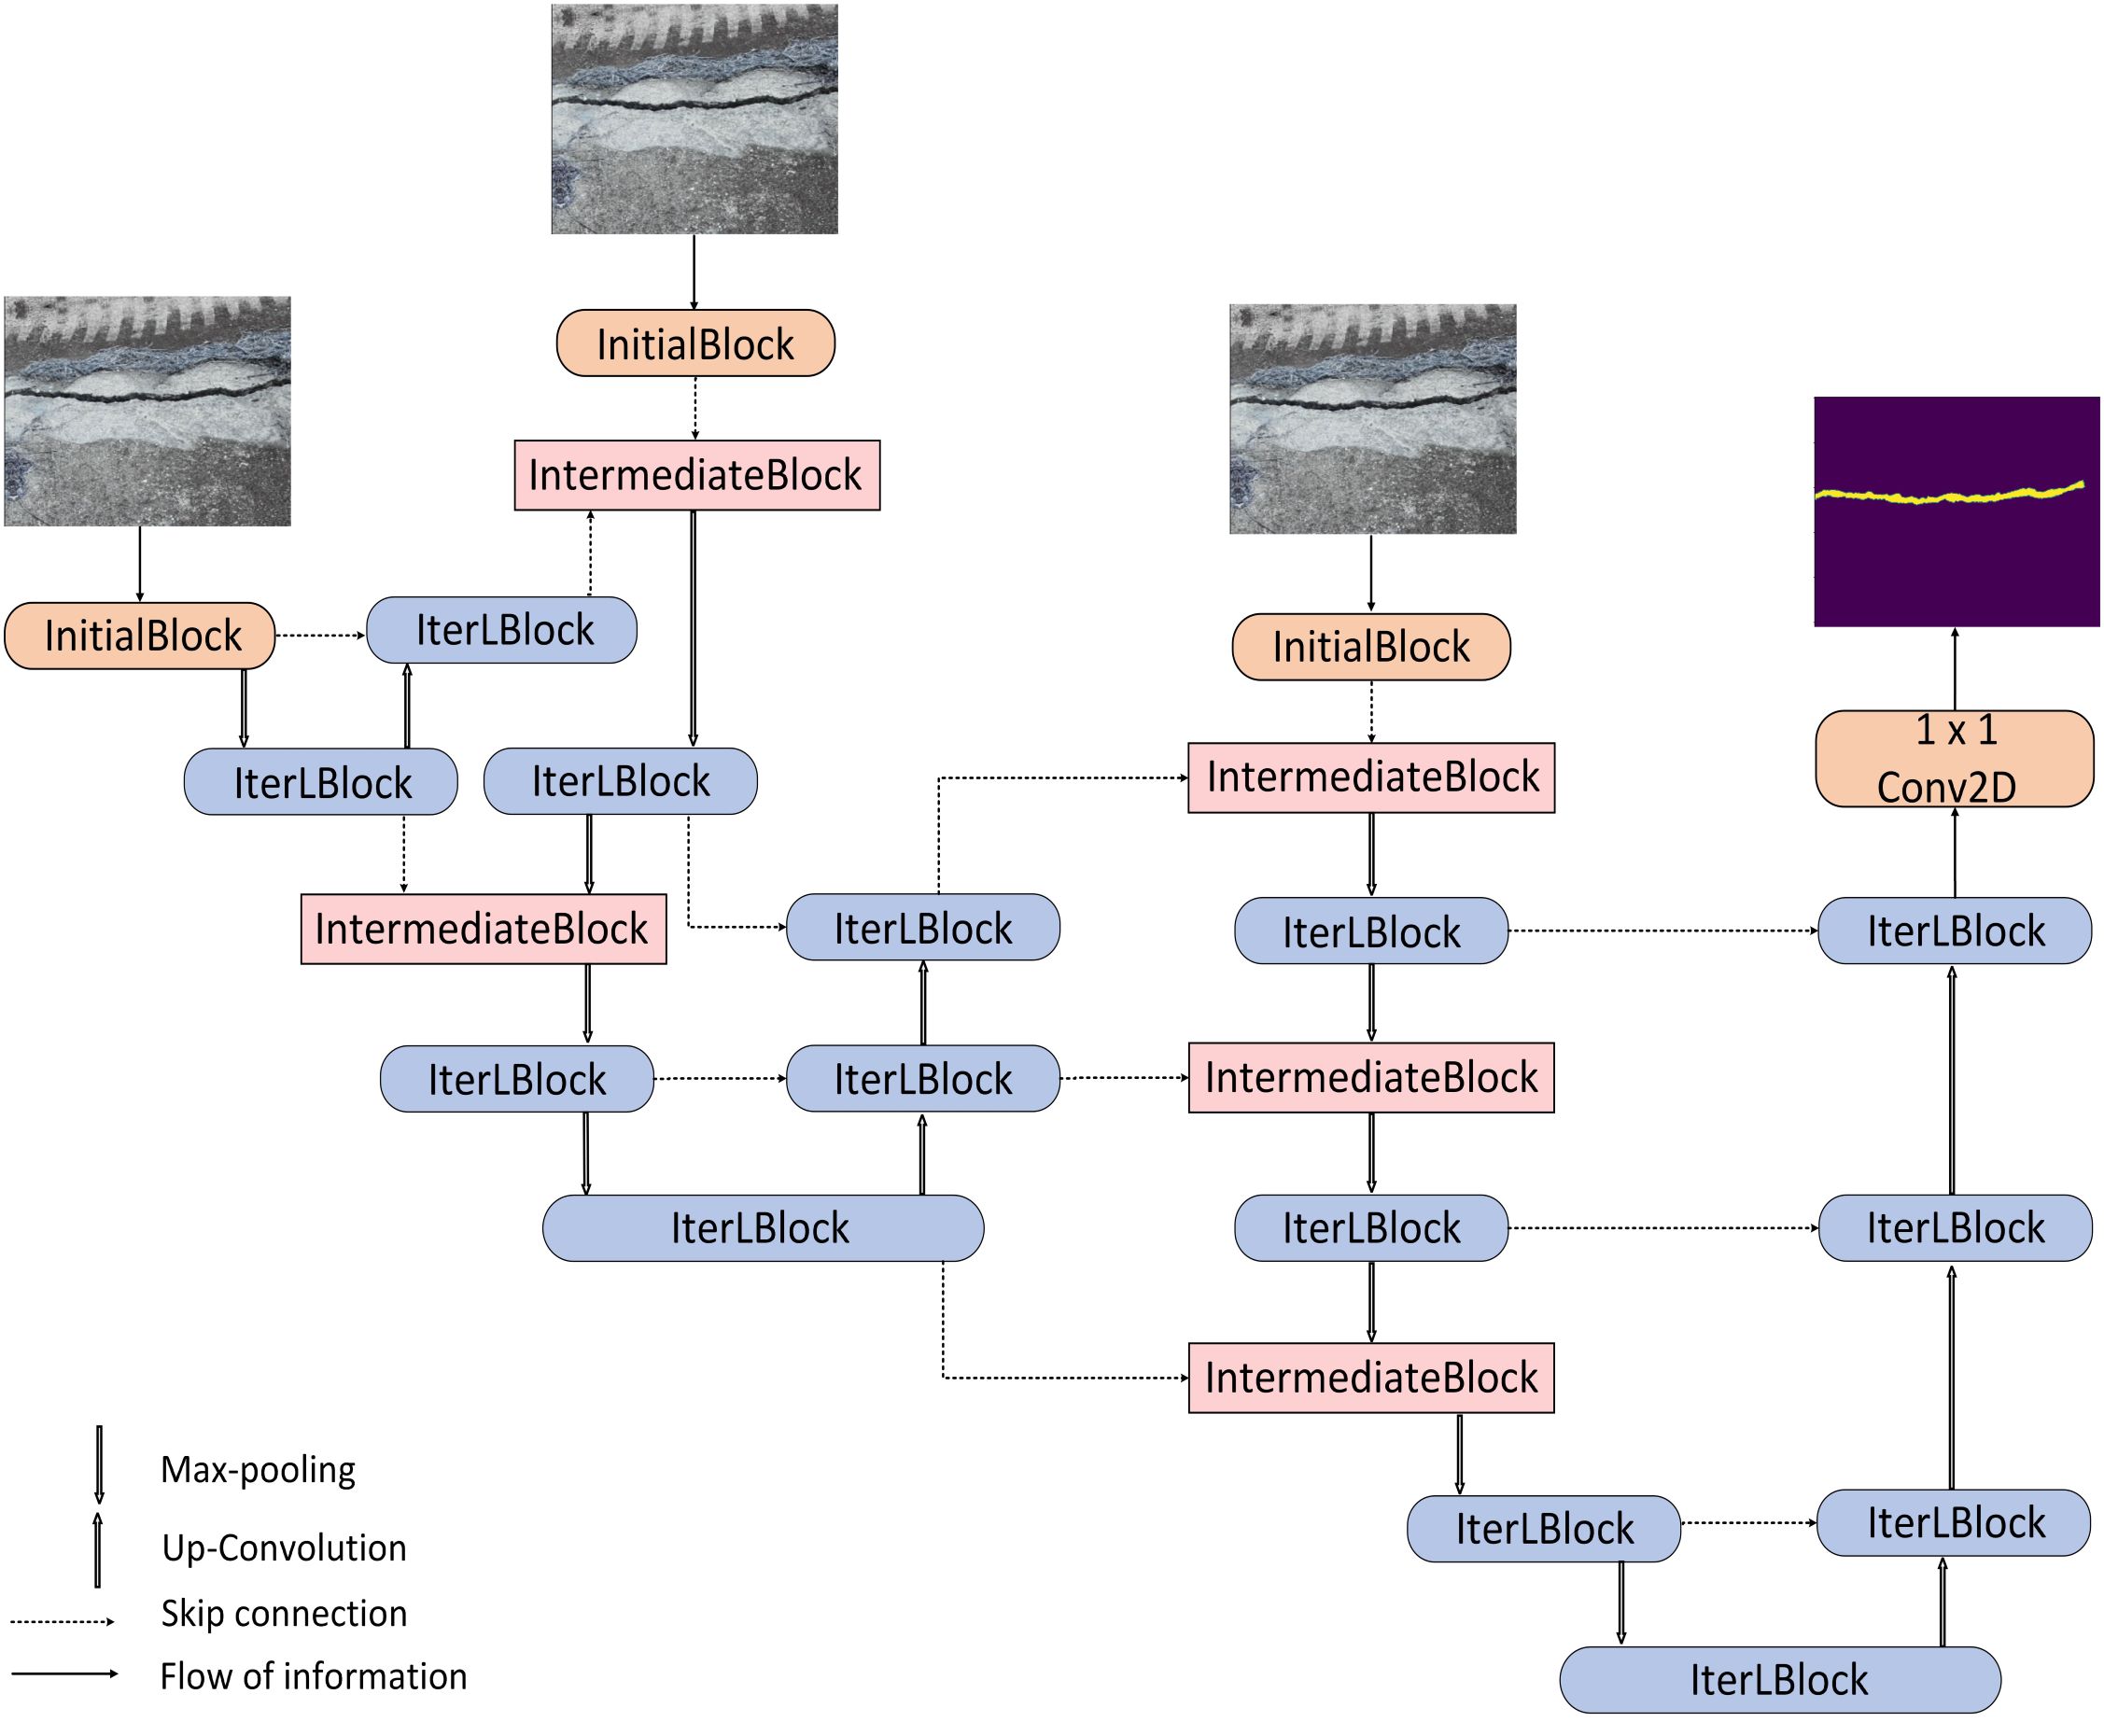 InitialBlock
IntermediateBlock
InitialBlock
IterLBlock
InitialBlock
1 x 1
Conv2D
IterLBlock
IterLBlock
IntermediateBlock
IntermediateBlock
IterLBlock
IterLBlock
IterLBlock
IterLBlock
IterLBlock
IntermediateBlock
IterLBlock
IterLBlock
IterLBlock
IntermediateBlock
Max-pooling
IterLBlock
IterLBlock
Up-Convolution
Skip connection
Flow of information
IterLBlock